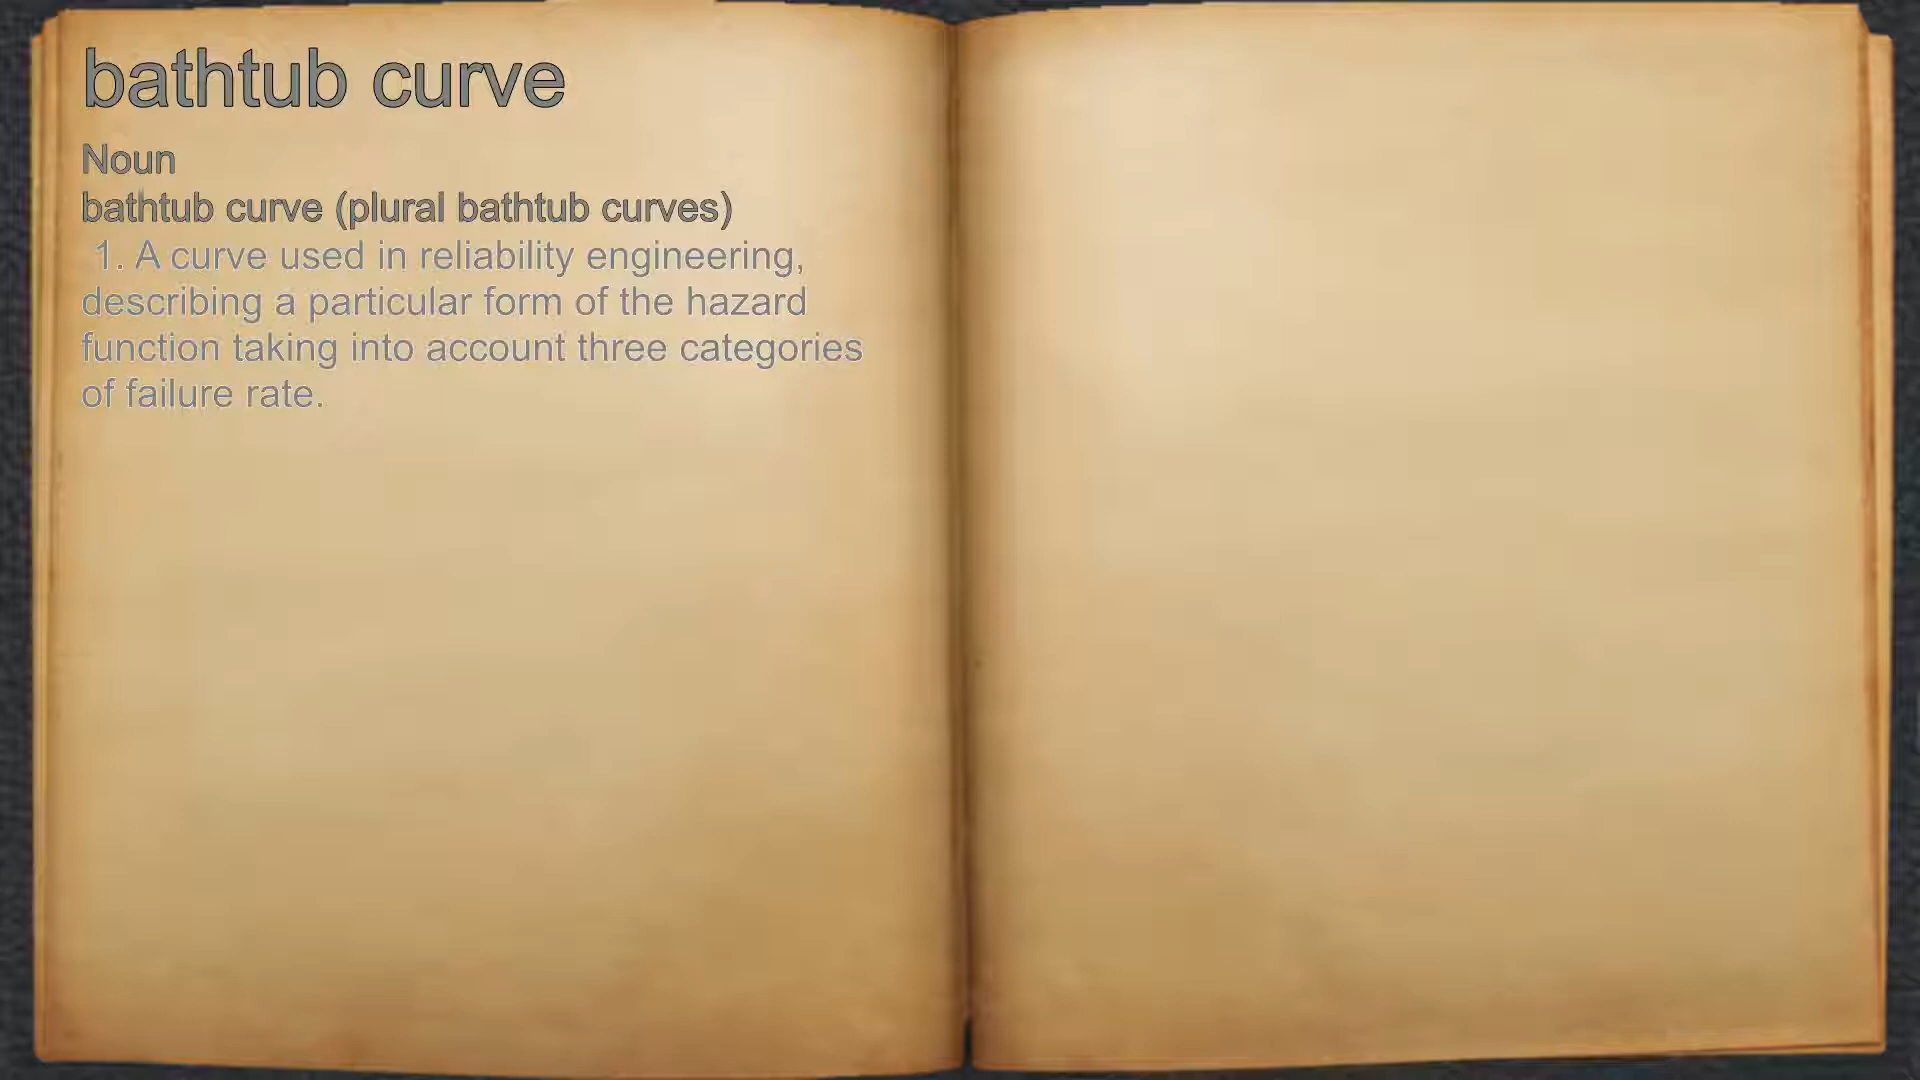 bathtub curve
Noun
bathtub curve (plural bathtub curves)
1. A curve used in reliability engineering,
describing a particular form of the hazard
function taking into account three categories
of failure rate.